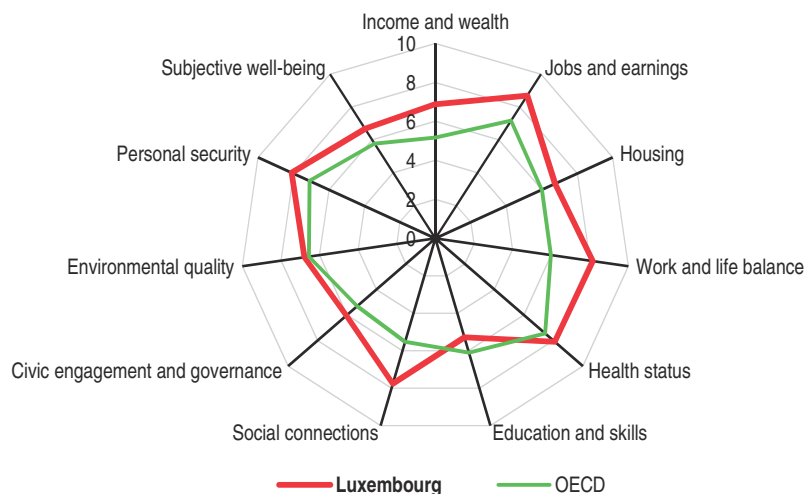 Income and wealth
10
Subjective well-being
Jobs and earnings
8
6
Personal security
Housing
4
2
0
Environmental quality
Work and life balance
Civic engagement and governance
Health status
Social connections
Education and skills
Luxembourg
OECD